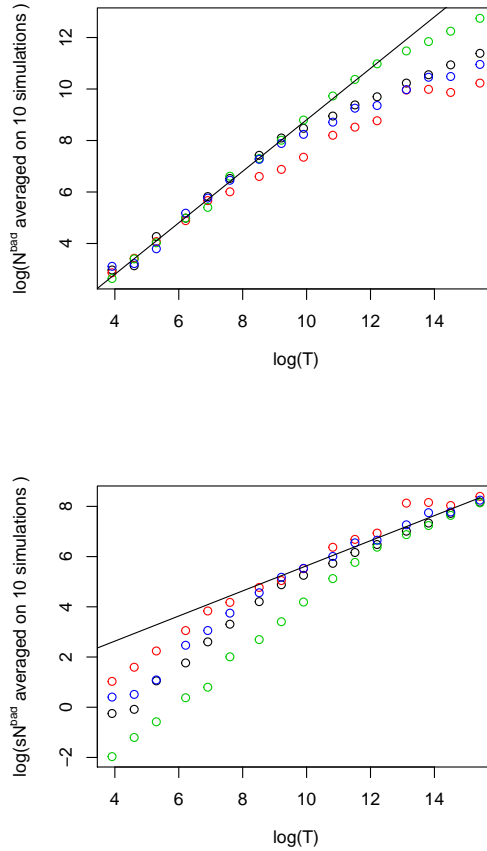 log(N^bad averaged on 10 simulations )
4 6 8 10 12
4 6 8 10 12 14
log(T)
log(sN^bad averaged on 10 simulations )
−2 0 2 4 6 8
4 6 8 10 12 14
log(T)